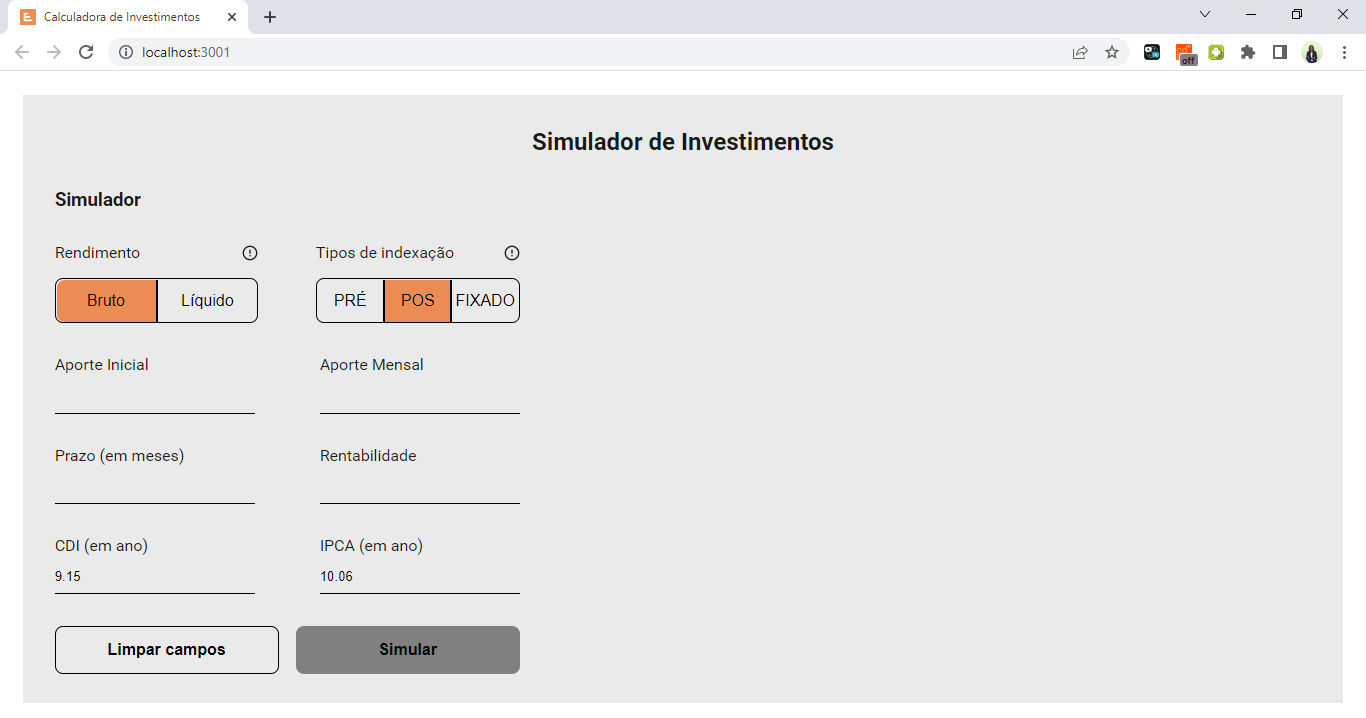 Calculadora de Investimentos
localhost:3001
off
Simulador de Investimentos
Simulador
Rendimento
Tipos de indexação
Bruto
Líquido
PRÉ
POS
FIXADO
Aporte Inicial
Aporte Mensal
Prazo (em meses)
Rentabilidade
CDI (em ano)
IPCA (em ano)
9.15
10.06
Limpar campos
Simular